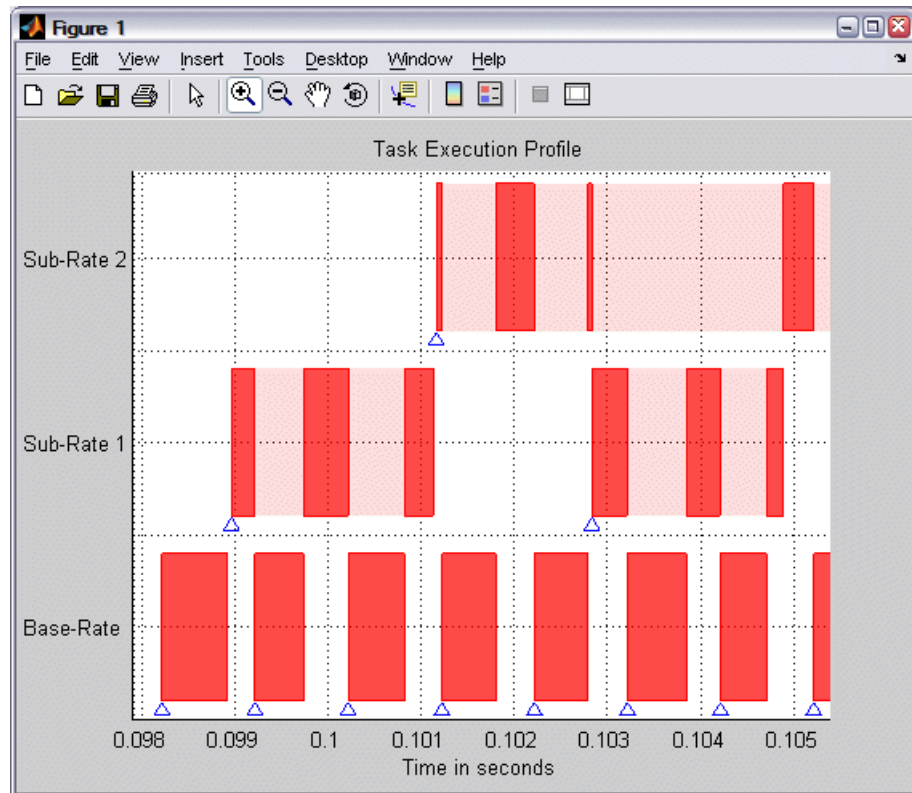 Figure 1
File Edit View Insert Tools Desktop Window Help
Task Execution Profile
Sub-Rate 2
Sub-Rate 1
Base-Rate
0.098 0.099 0.1 0.101 0.102 0.103 0.104 0.105
Time in seconds